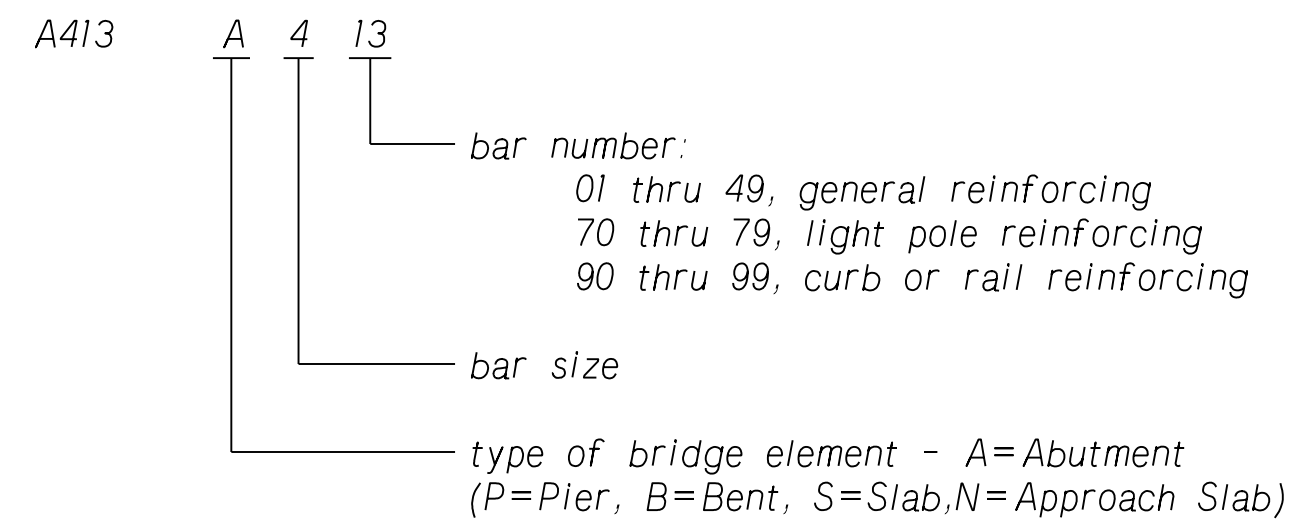 A413 A 4 13
bar number:
01 thru 49, general reinforcing
70 thru 79, light pole reinforcing
90 thru 99, curb or rail reinforcing
bar size
type of bridge element - A=Abutment
(P=Pier, B=Bent, S=Slab,N=Approach Slab)